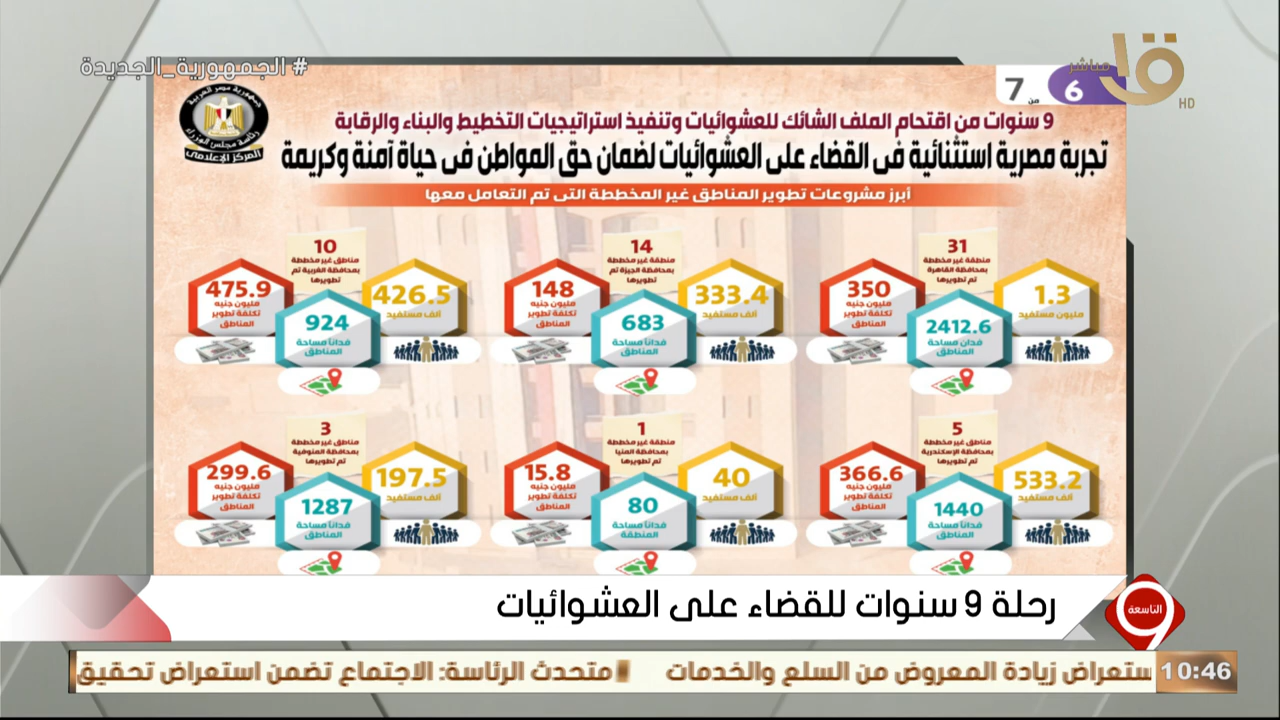 #الجمهورية_الجديدة
مباشر
HD
6 من 7
جمهورية مصر العربية
رئاسة مجلس الوزراء
المركز الإعلامى
9 سنوات من اقتحام الملف الشائك للعشوائيات وتنفيذ استراتيجيات التخطيط والبناء والرقابة
تجربة مصرية استثنائية فى القضاء على العشوائيات لضمان حق المواطن فى حياة آمنة وكريمة
أبرز مشروعات تطوير المناطق غير المخططة التى تم التعامل معها
31
منطقة غير مخططة
بمحافظة القاهرة
تم تطويرها
1.3
مليون مستفيد
2412.6
فدان مساحة
المناطق
350
مليون جنيه
تكلفة تطوير
المناطق
14
منطقة غير مخططة
بمحافظة الجيزة تم
تطويرها
333.4
ألف مستفيد
683
فداناً مساحة
المناطق
148
مليون جنيه
تكلفة تطوير
المناطق
10
مناطق غير مخططة
بمحافظة الغربية تم
تطويرها
426.5
ألف مستفيد
924
فداناً مساحة
المناطق
475.9
مليون جنيه
تكلفة تطوير
المناطق
5
مناطق غير مخططة
بمحافظة الإسكندرية
تم تطويرها
533.2
ألف مستفيد
1440
فداناً مساحة
المناطق
366.6
مليون جنيه
تكلفة تطوير
المناطق
1
منطقة غير مخططة
بمحافظة المنيا
تم تطويرها
40
ألف مستفيد
80
فداناً مساحة
المنطقة
15.8
مليون جنيه
تكلفة تطوير
المناطق
3
مناطق غير مخططة
بمحافظة المنوفية
تم تطويرها
197.5
ألف مستفيد
1287
فداناً مساحة
المناطق
299.6
مليون جنيه
تكلفة تطوير
المناطق
التاسعة
رحلة 9 سنوات للقضاء على العشوائيات
10:46
ستعراض زيادة المعروض من السلع والخدمات
متحدث الرئاسة: الاجتماع تضمن استعراض تحقيق